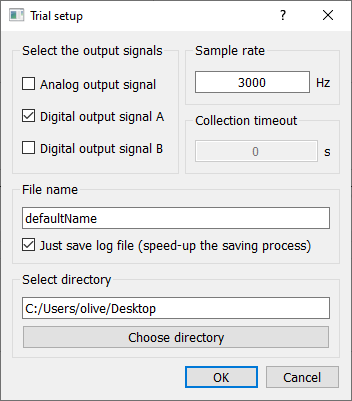 Trial setup
Select the output signals
Analog output signal
Digital output signal A
Digital output signal B
Sample rate
3000 Hz
Collection timeout
0 s
File name
defaultName
Just save log file (speed-up the saving process)
Select directory
C:/Users/olive/Desktop
Choose directory
OK Cancel